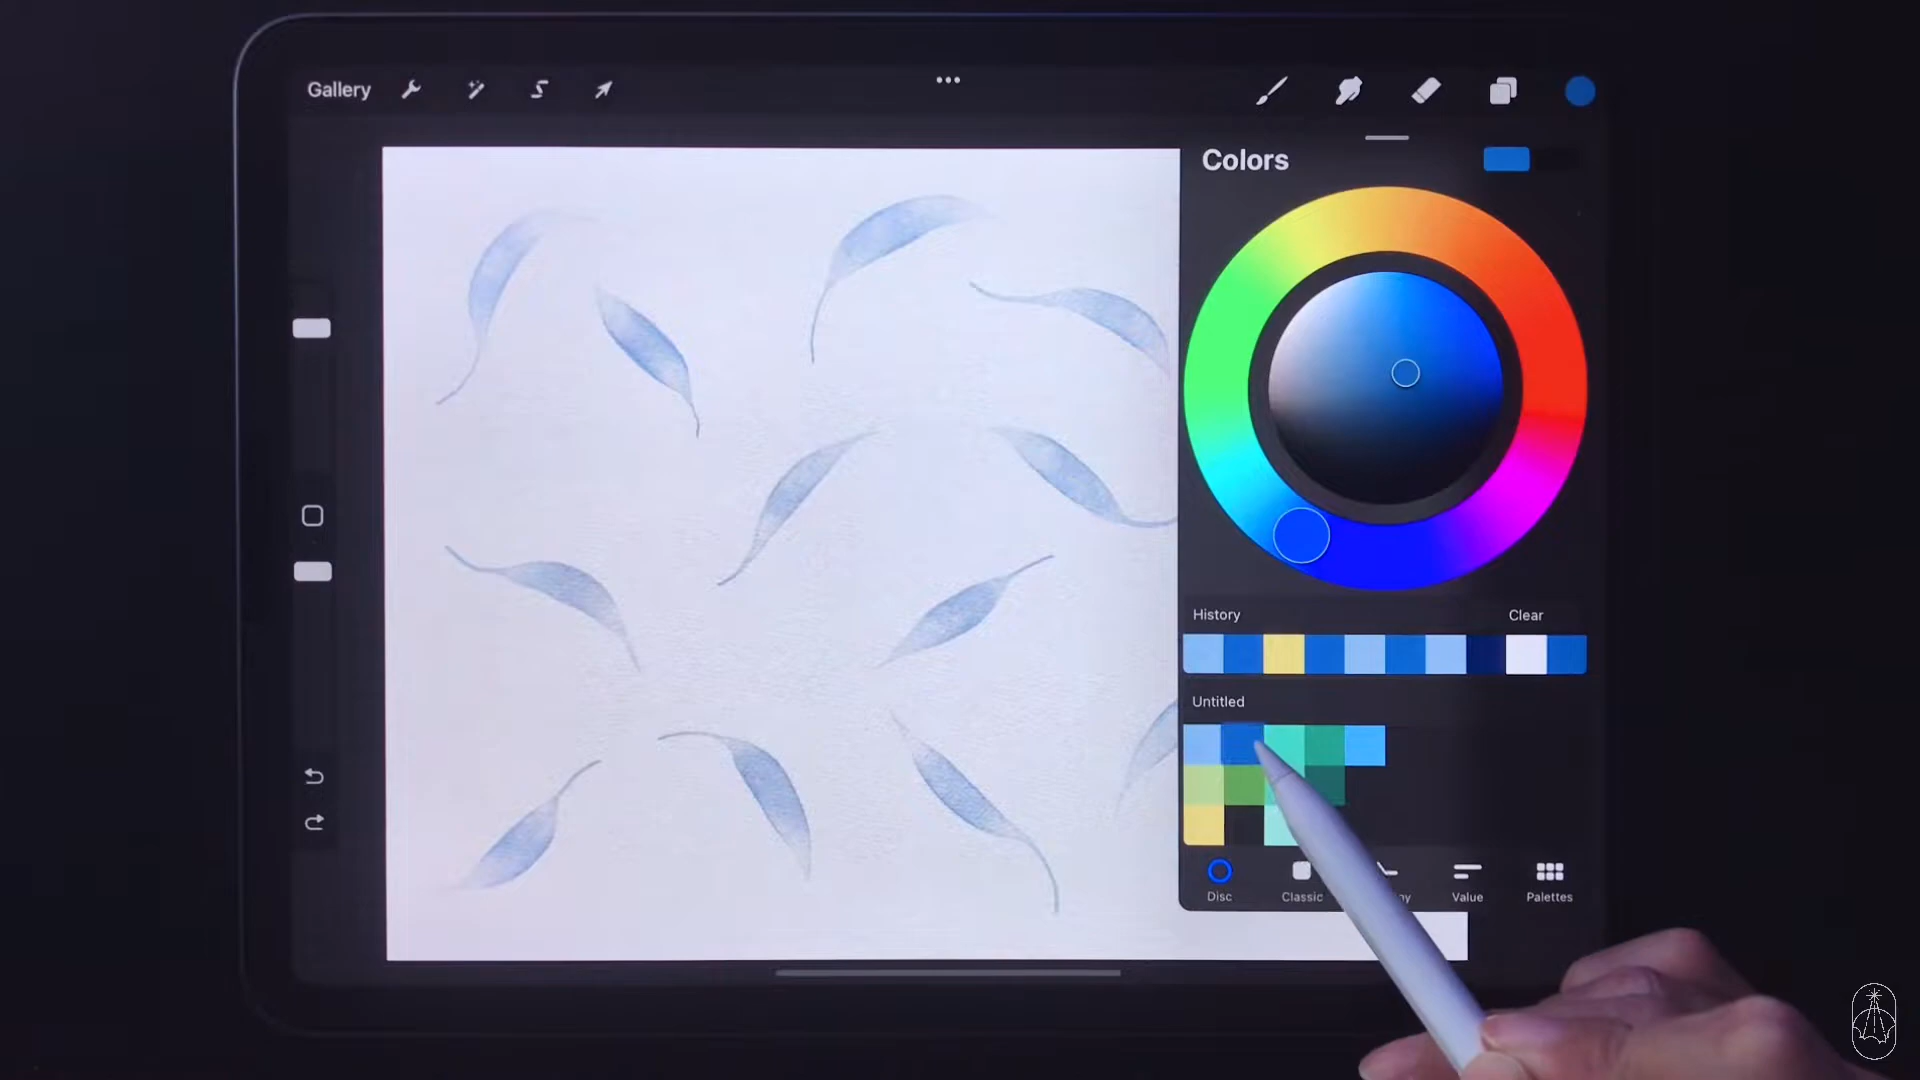 Gallery
Colors
History
Clear
Untitled
Disc
Classic
Value
Palettes